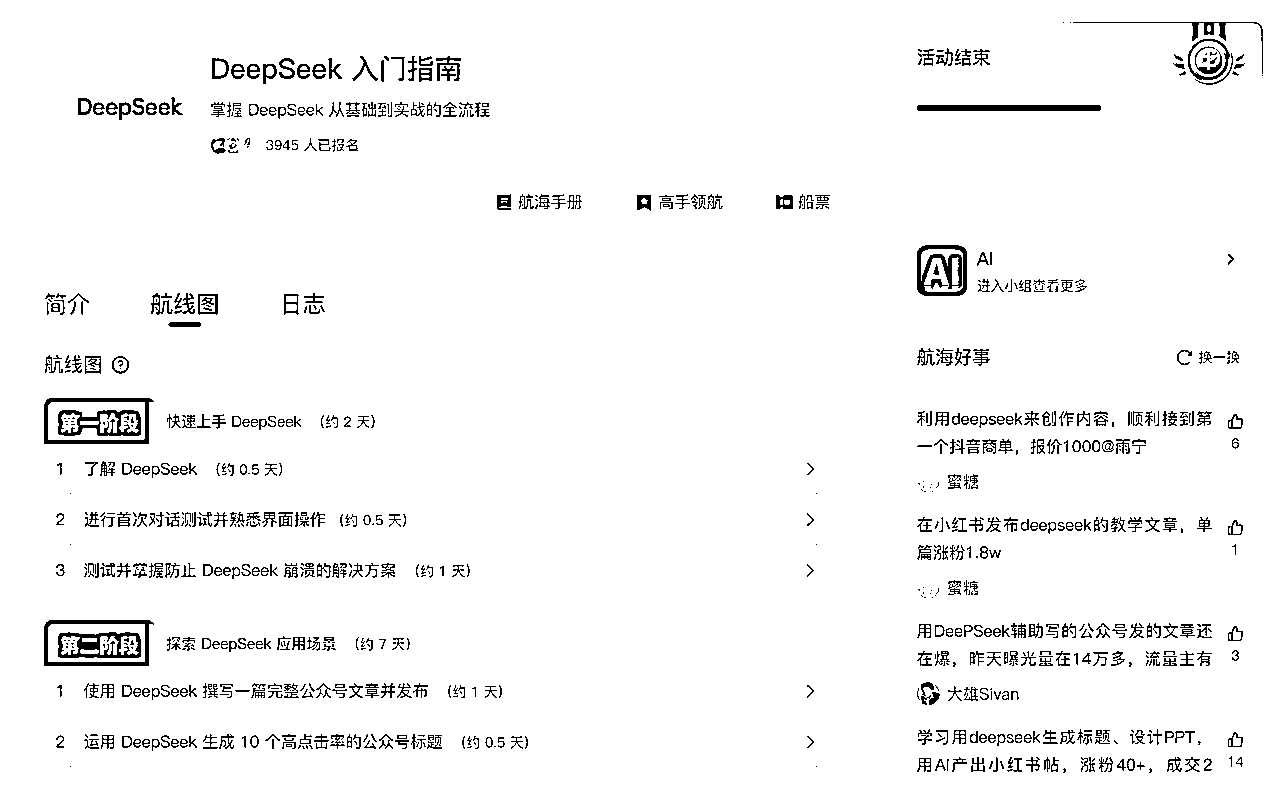 DeepSeek
DeepSeek 入门指南
掌握 DeepSeek 从基础到实战的全流程
3945 人已报名
航海手册
高手领航
船票
简介
航线图
日志
航线图
第一阶段 快速上手 DeepSeek (约 2 天)
1 了解 DeepSeek (约 0.5 天)
2 进行首次对话测试并熟悉界面操作 (约 0.5 天)
3 测试并掌握防止 DeepSeek 崩溃的解决方案 (约 1 天)
第二阶段 探索 DeepSeek 应用场景 (约 7 天)
1 使用 DeepSeek 撰写一篇完整公众号文章并发布 (约 1 天)
2 运用 DeepSeek 生成 10 个高点击率的公众号标题 (约 0.5 天)
活动结束
AI
AI
进入小组查看更多
航海好事
换一换
利用deepseek来创作内容，顺利接到第
一个抖音商单，报价1000@雨宁
6
蜜糖
在小红书发布deepseek的教学文章，单
篇涨粉1.8w
1
蜜糖
用DeePSeek辅助写的公众号发的文章还
在爆，昨天曝光量在14万多，流量主有
3
大雄Sivan
学习用deepseek生成标题、设计PPT，
用AI产出小红书帖，涨粉40+，成交2
14